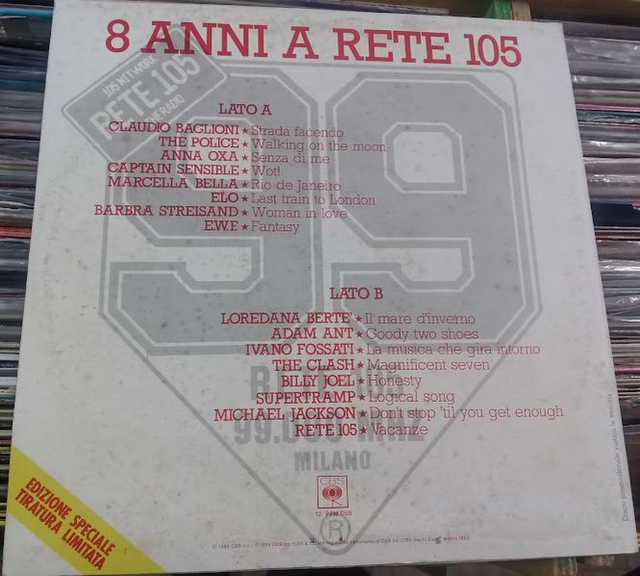 8 ANNI A RETE 105
105 NETWORK
RETE 105
LATO A
CLAUDIO BAGLIONI ★ Strada facendo
THE POLICE ★ Walking on the moon
ANNA OXA ★ Senza di me
CAPTAIN SENSIBLE ★ Wot!
MARCELLA BELLA ★ Rio de Janeiro
ELO ★ Last train to London
BARBRA STREISAND ★ Woman in love
E.W.F. ★ Fantasy
99
LATO B
LOREDANA BERTE' ★ Il mare d'inverno
ADAM ANT ★ Goody two shoes
IVANO FOSSATI ★ La musica che gira intorno
THE CLASH ★ Magnificent seven
BILLY JOEL ★ Honesty
SUPERTRAMP ★ Logical song
MICHAEL JACKSON ★ Don't stop 'til you get enough
RETE 105 ★ Vacanze
MILANO
CBS
®
EDIZIONE SPECIALE
TIRATURA LIMITATA